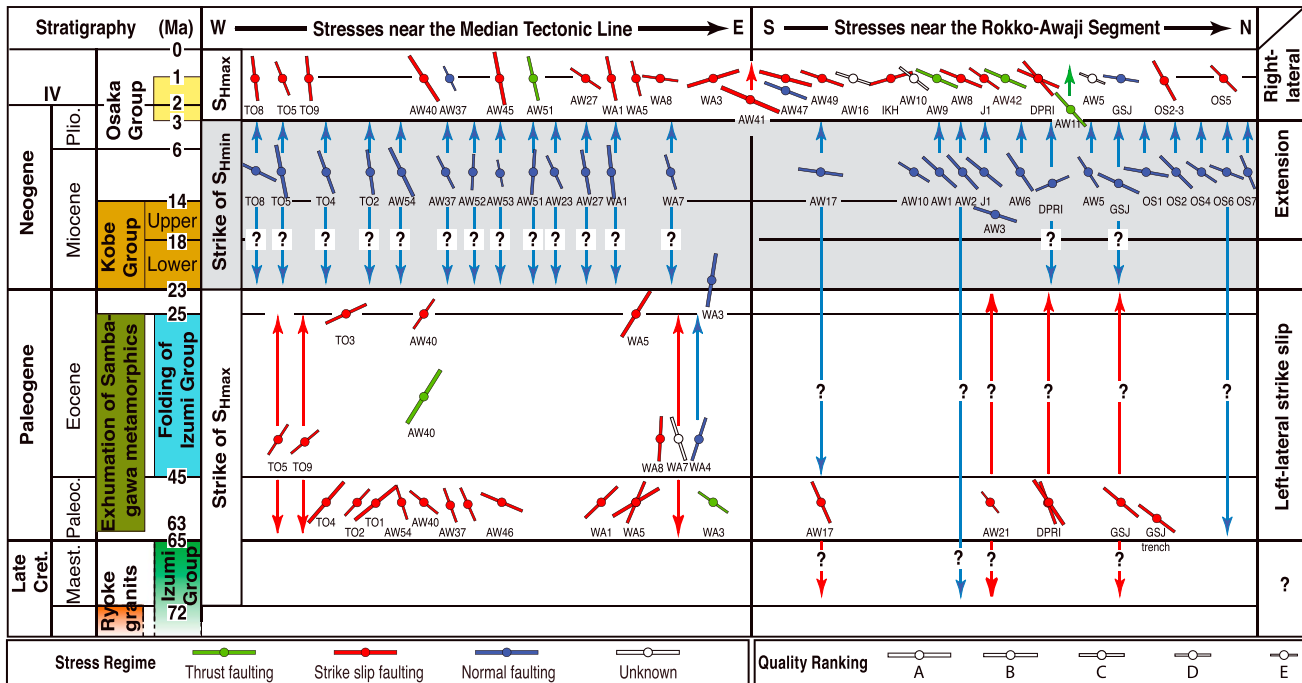 Stratigraphy (Ma) W Stresses near the Median Tectonic Line E S Stresses near the Rokko-Awaji Segment N
0
IV
Plio.
Osaka
Group
1
2
3
SHmax
TO8 TO5 TO9 AW40 AW37 AW45 AW51 AW27 WA1 WA5 WA8 WA3 AW41 AW47 AW49 AW16 IKH AW10 AW9 AW8 J1 AW42 DPRI AW11 AW5 GSJ OS2-3 OS5
Right-
lateral
Neogene
Miocene
6
14
18
23
Kobe
Group
Upper
Lower
Strike of SHmin
TO8 TO5 TO4 TO2 AW54 AW37 AW52 AW53 AW51 AW23 AW27 WA1 WA7 AW17 AW10 AW1 AW2 J1 AW6 DPRI AW5 GSJ OS1 OS2 OS4 OS6 OS7
AW3
? ? ? ? ? ? ? ? ? ? ? ? ? ? ?
Extension
Paleogene
Eocene
Paleoc.
25
45
63
65
Exhumation of Samba-
gawa metamorphics
Folding of
Izumi Group
Strike of SHmax
WA3
TO3 AW40 WA5
AW40
? ? ? ? ? ?
TO5 TO9 WA8 WA7 WA4
TO4 TO2 TO1 AW54 AW40 AW37 AW46 WA1 WA5 WA3 AW17 AW21 DPRI GSJ GSJ
trench
Left-lateral strike slip
Late
Cret.
Maest.
72
Ryoke
granits
Izumi
Group
? ? ? ?
?
Stress Regime Thrust faulting Strike slip faulting Normal faulting Unknown
Quality Ranking A B C D E